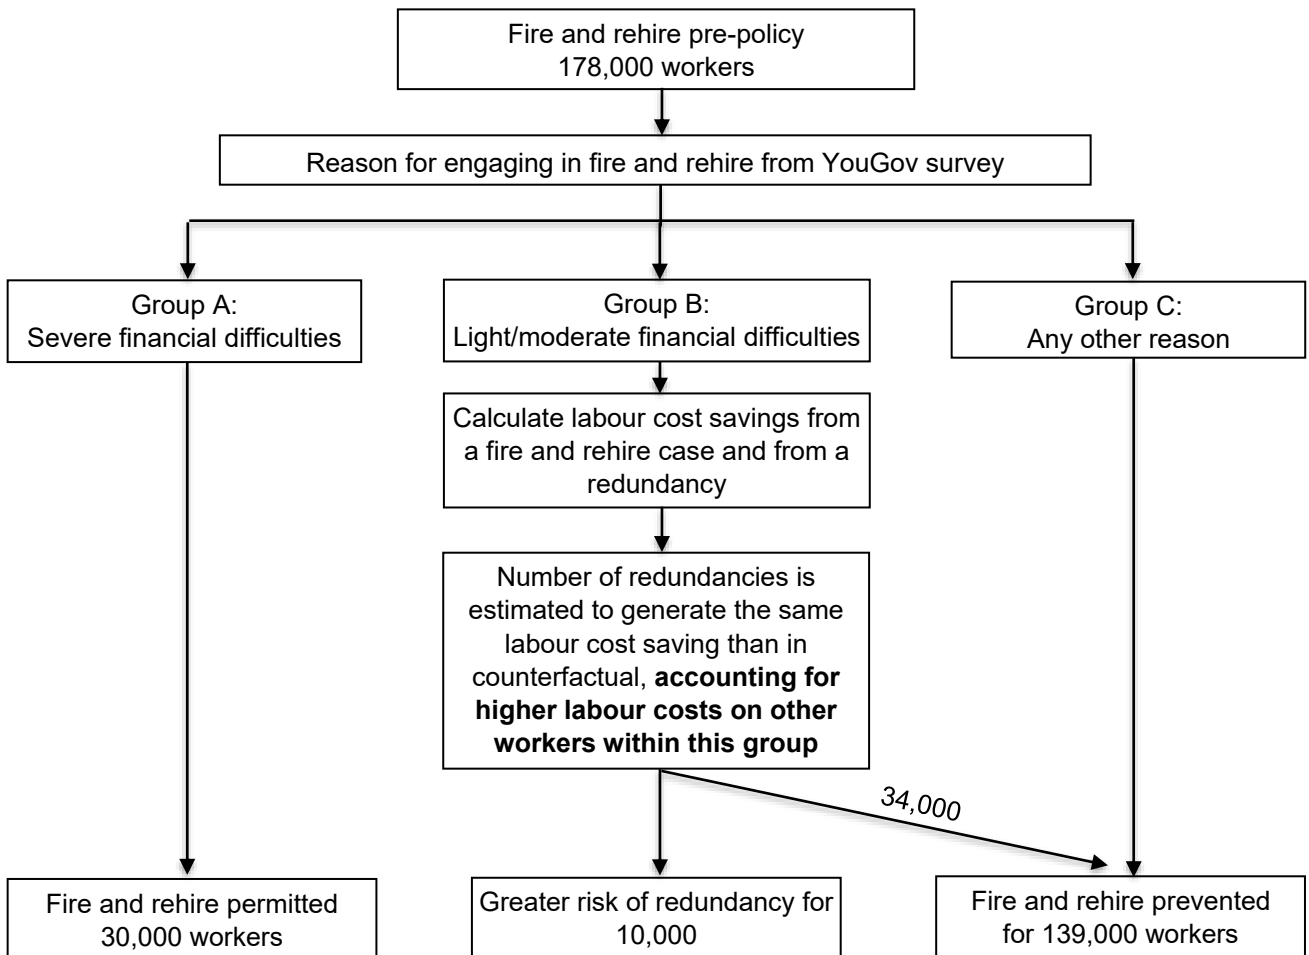 Fire and rehire pre-policy
178,000 workers
Reason for engaging in fire and rehire from YouGov survey
Group A:
Severe financial difficulties
Group B:
Light/moderate financial difficulties
Group C:
Any other reason
Calculate labour cost savings from
a fire and rehire case and from a
redundancy
Number of redundancies is
estimated to generate the same
labour cost saving than in
counterfactual, accounting for
higher labour costs on other
workers within this group
34,000
Fire and rehire permitted
30,000 workers
Greater risk of redundancy for
10,000
Fire and rehire prevented
for 139,000 workers